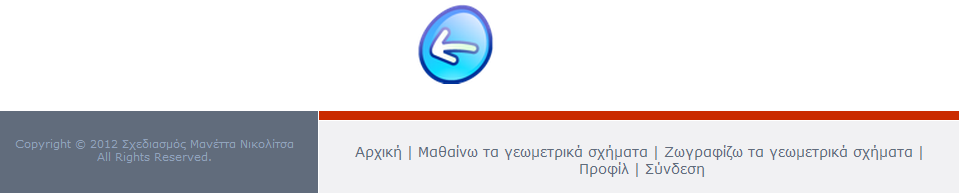 Copyright © 2012 Σχεδιασμός Μανέττα Νικολίτσα
All Rights Reserved.
Αρχική | Μαθαίνω τα γεωμετρικά σχήματα | Ζωγραφίζω τα γεωμετρικά σχήματα |
Προφίλ | Σύνδεση